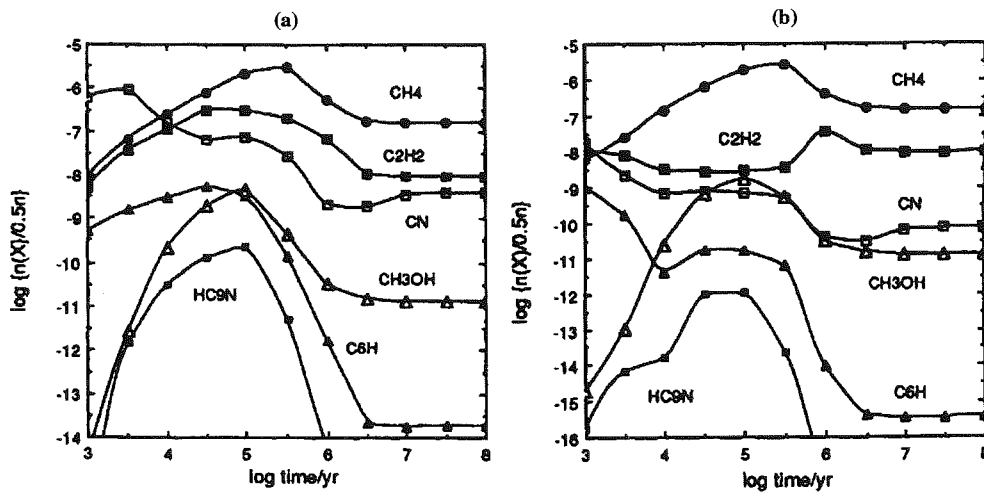 (a)
-5
-6
-7
-8
-9
-10
-11
-12
-13
-14
log {n(X)/0.5n}
CH4
C2H2
CN
CH3OH
HC9N
C6H
3 4 5 6 7 8
log time/yr
(b)
-5
-6
-7
-8
-9
-10
-11
-12
-13
-14
-15
-16
log {n(X)/0.5n}
CH4
C2H2
CN
CH3OH
C6H
HC9N
3 4 5 6 7 8
log time/yr